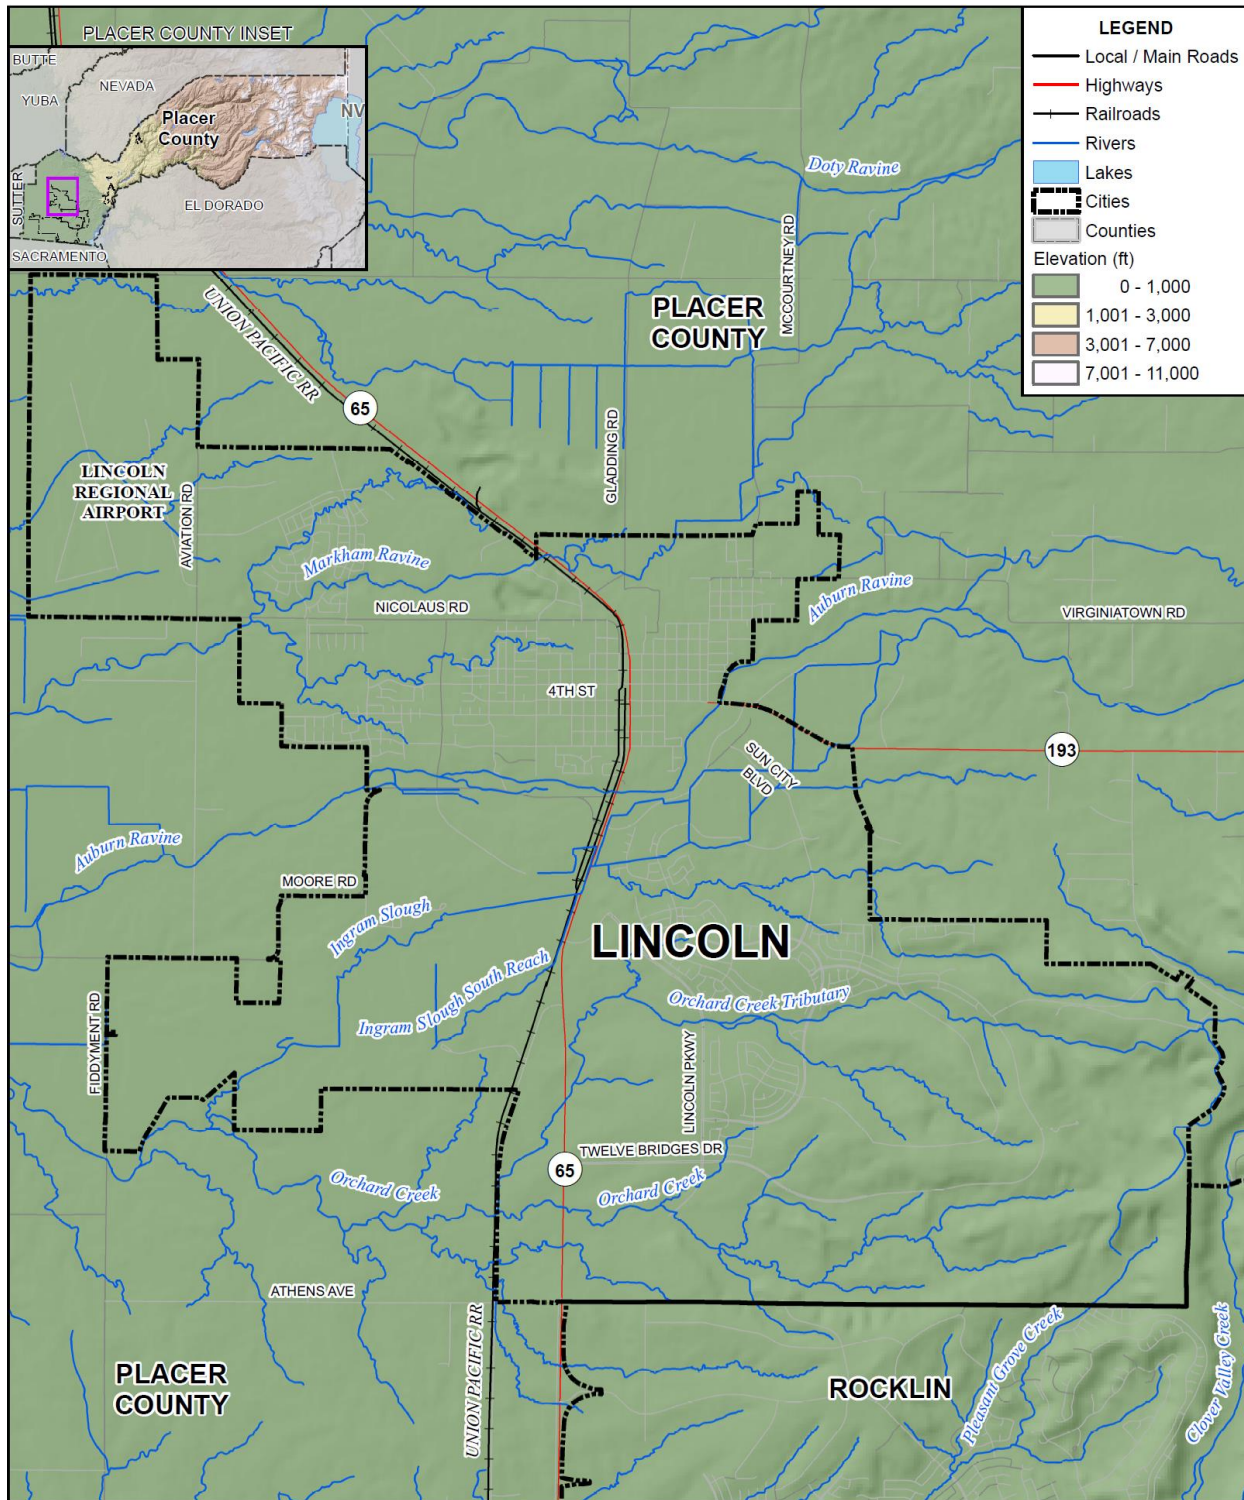 PLACER COUNTY INSET
BUTTE
NEVADA
YUBA
Placer
County
NV
SUTTER
EL DORADO
SACRAMENTO
LEGEND
Local / Main Roads
Highways
Railroads
Rivers
Lakes
Cities
Counties
Elevation (ft)
0 - 1,000
1,001 - 3,000
3,001 - 7,000
7,001 - 11,000
Doty Ravine
MCCOURTNEY RD
UNION PACIFIC RR
PLACER
COUNTY
65
GLADDING RD
LINCOLN
REGIONAL
AIRPORT
AVIATION RD
Markham Ravine
NICOLAUS RD
Auburn Ravine
VIRGINIATOWN RD
4TH ST
193
SUN CITY
BLVD
Auburn Ravine
MOORE RD
Ingram Slough
LINCOLN
Ingram Slough South Reach
Orchard Creek Tributary
FIDDYMENT RD
LINCOLN PKWY
TWELVE BRIDGES DR
65
Orchard Creek
Orchard Creek
ATHENS AVE
UNION PACIFIC RR
PLACER
COUNTY
ROCKLIN
Pleasant Grove Creek
Clover Valley Creek